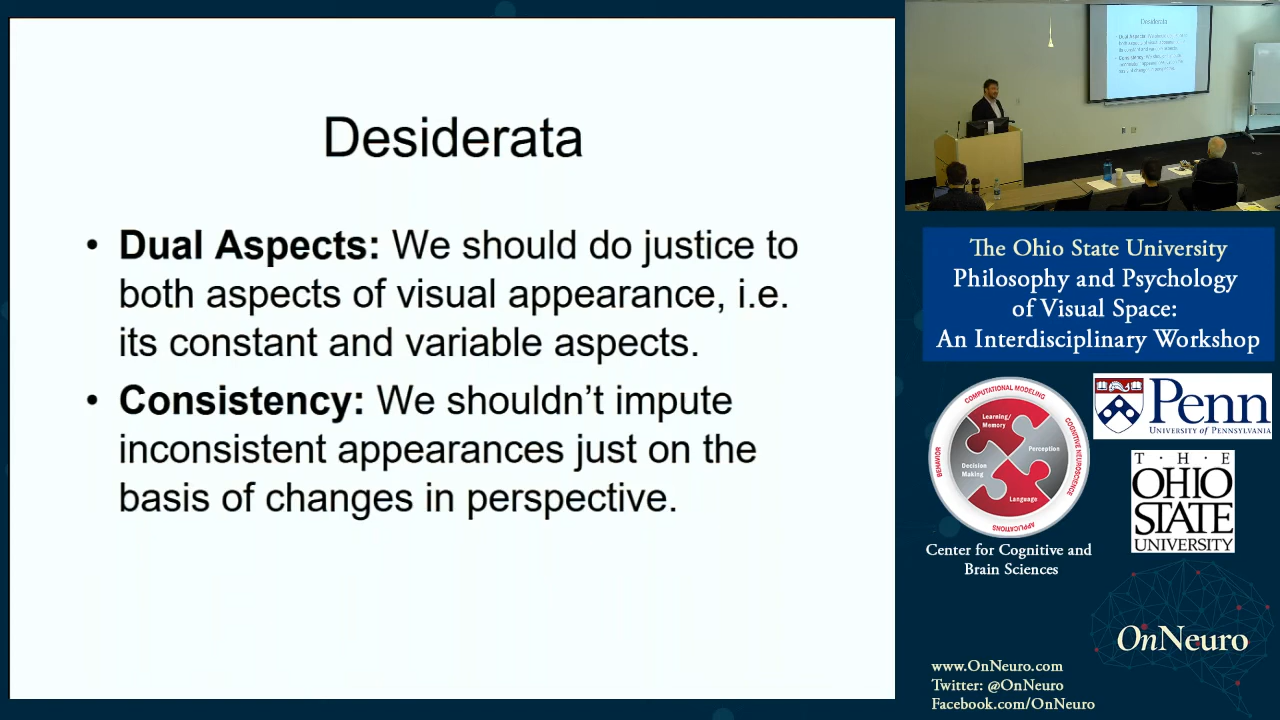 Desiderata
• Dual Aspects: We should do justice to
both aspects of visual appearance, i.e.
its constant and variable aspects.
• Consistency: We shouldn’t impute
inconsistent appearances just on the
basis of changes in perspective.
Desiderata
The Ohio State University
Philosophy and Psychology
of Visual Space:
An Interdisciplinary Workshop
COMPUTATIONAL MODELING
COGNITIVE NEUROSCIENCE
APPLICATIONS
BEHAVIOR
Learning/
Memory
Perception
Decision
Making
Language
Center for Cognitive and
Brain Sciences
Penn
UNIVERSITY of PENNSYLVANIA
T · H · E
OHIO
STATE
UNIVERSITY
OnNeuro
www.OnNeuro.com
Twitter: @OnNeuro
Facebook.com/OnNeuro